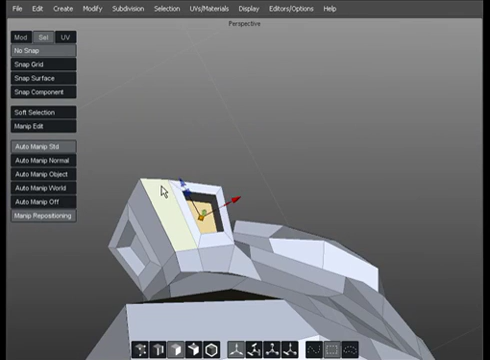 File Edit Create Modify Subdivision Selection UVs/Materials Display Editors/Options Help
Perspective
Mod Sel UV
No Snap
Snap Grid
Snap Surface
Snap Component
Soft Selection
Manip Edit
Auto Manip Std
Auto Manip Normal
Auto Manip Object
Auto Manip World
Auto Manip Off
Manip Repositioning